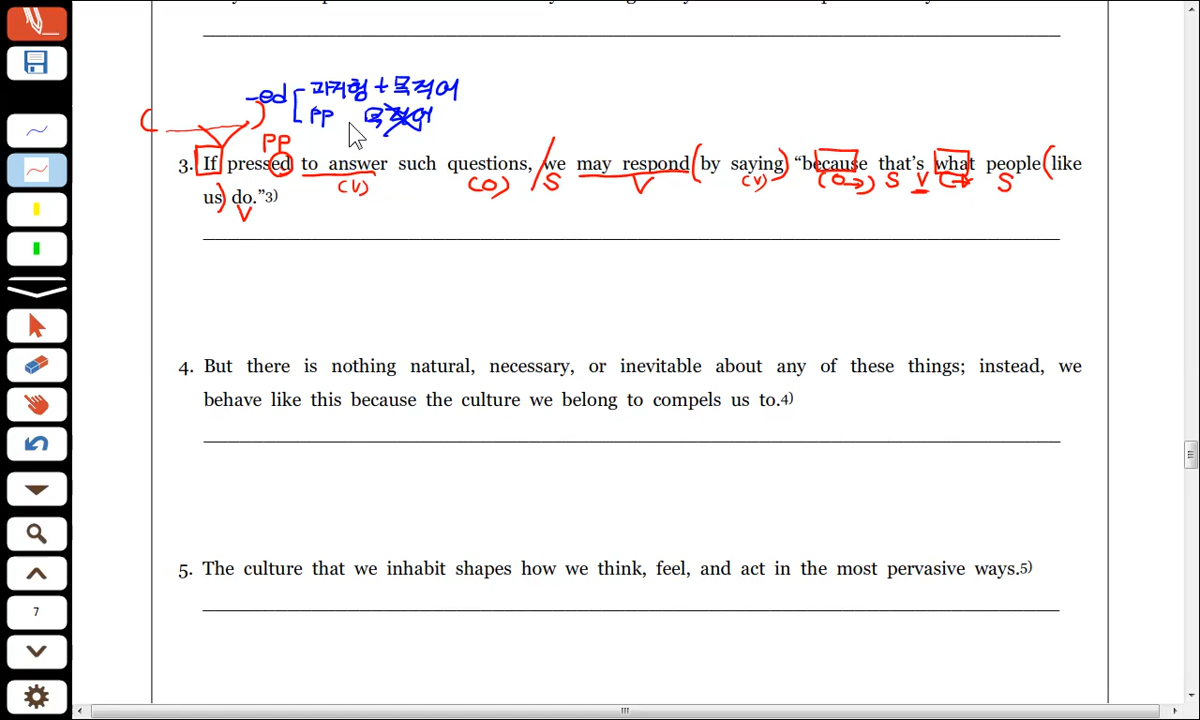 -ed 과거형 + 목적어
PP 목적어
PP
3. If pressed to answer such questions, we may respond (by saying) “because that’s what people (like
(V) (O) S V (V) S V S
us) do.”3)
V
4. But there is nothing natural, necessary, or inevitable about any of these things; instead, we
behave like this because the culture we belong to compels us to.4)
5. The culture that we inhabit shapes how we think, feel, and act in the most pervasive ways.5)
7